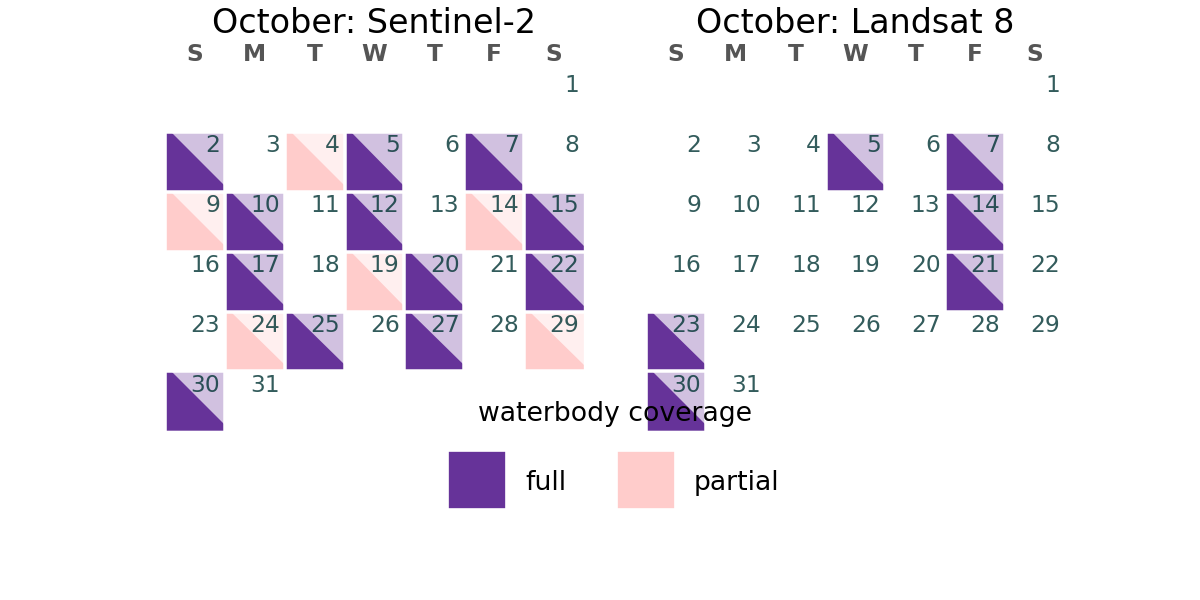 October: Sentinel-2
S M T W T F S
1
2 3 4 5 6 7 8
9 10 11 12 13 14 15
16 17 18 19 20 21 22
23 24 25 26 27 28 29
30 31
October: Landsat 8
S M T W T F S
1
2 3 4 5 6 7 8
9 10 11 12 13 14 15
16 17 18 19 20 21 22
23 24 25 26 27 28 29
30 31
waterbody coverage
full
partial